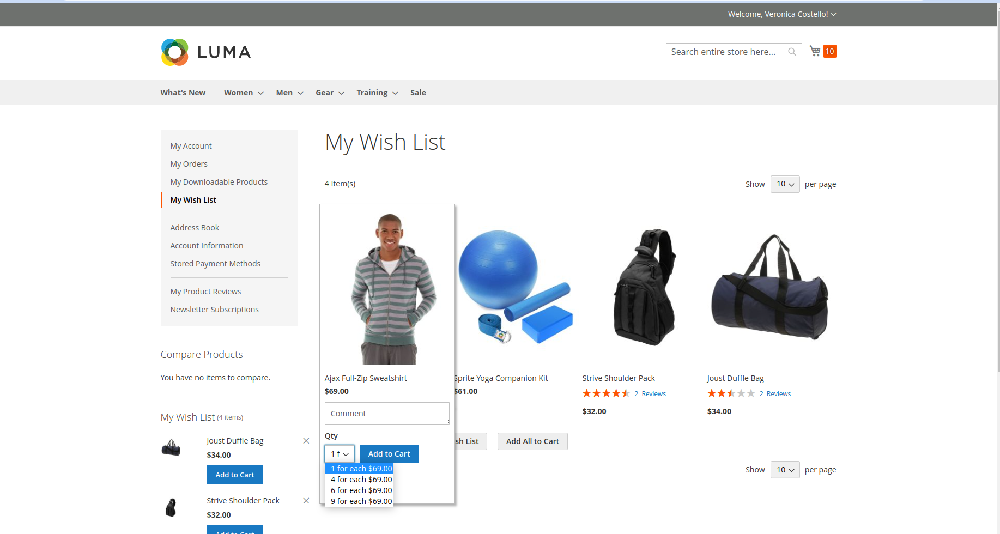 Welcome, Veronica Costello!
LUMA
Search entire store here...
10
What's New Women Men Gear Training Sale
My Account
My Orders
My Downloadable Products
My Wish List
Address Book
Account Information
Stored Payment Methods
My Product Reviews
Newsletter Subscriptions
Compare Products
You have no items to compare.
My Wish List (4 items)
Joust Duffle Bag
$34.00
Add to Cart
Strive Shoulder Pack
$32.00
Add to Cart
My Wish List
4 Item(s)
Show 10 per page
Ajax Full-Zip Sweatshirt
$69.00
Comment
Qty
1 f
Add to Cart
1 for each $69.00
4 for each $69.00
6 for each $69.00
9 for each $69.00
Sprite Yoga Companion Kit
$61.00
Strive Shoulder Pack
2 Reviews
$32.00
Joust Duffle Bag
2 Reviews
$34.00
sh List
Add All to Cart
Show 10 per page